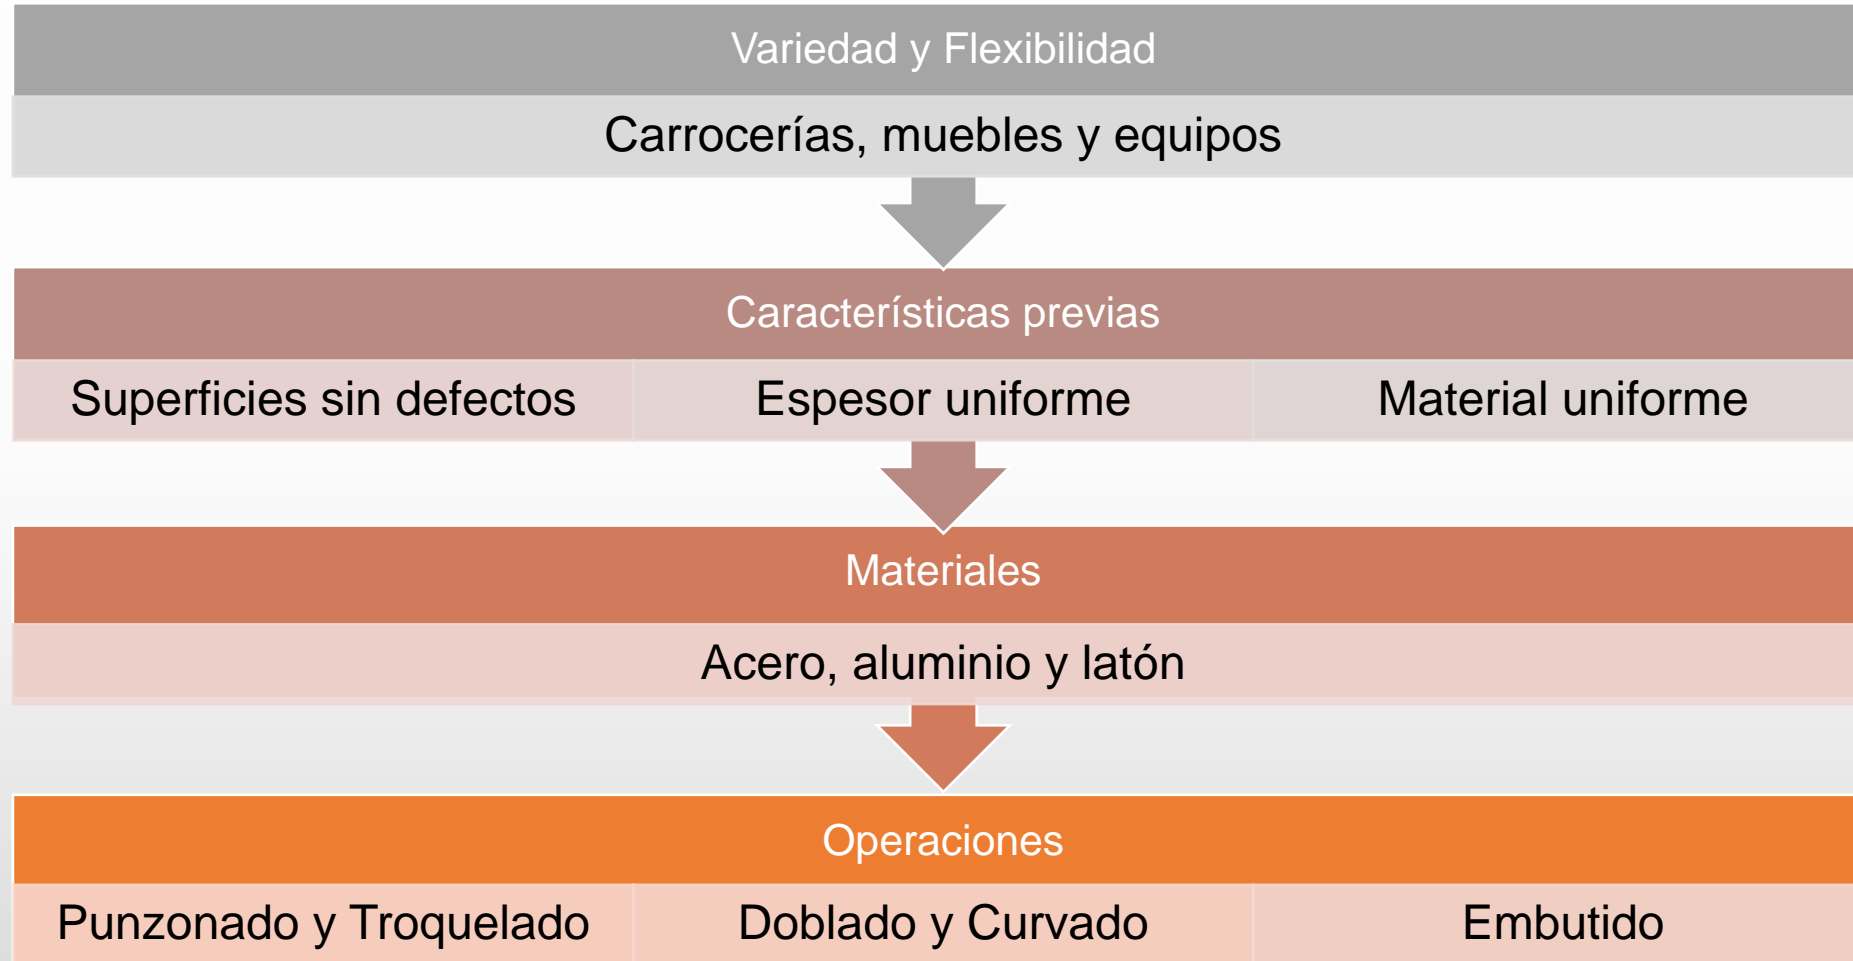 Variedad y Flexibilidad
Carrocerías, muebles y equipos
Características previas
Superficies sin defectos
Espesor uniforme
Material uniforme
Materiales
Acero, aluminio y latón
Operaciones
Punzonado y Troquelado
Doblado y Curvado
Embutido